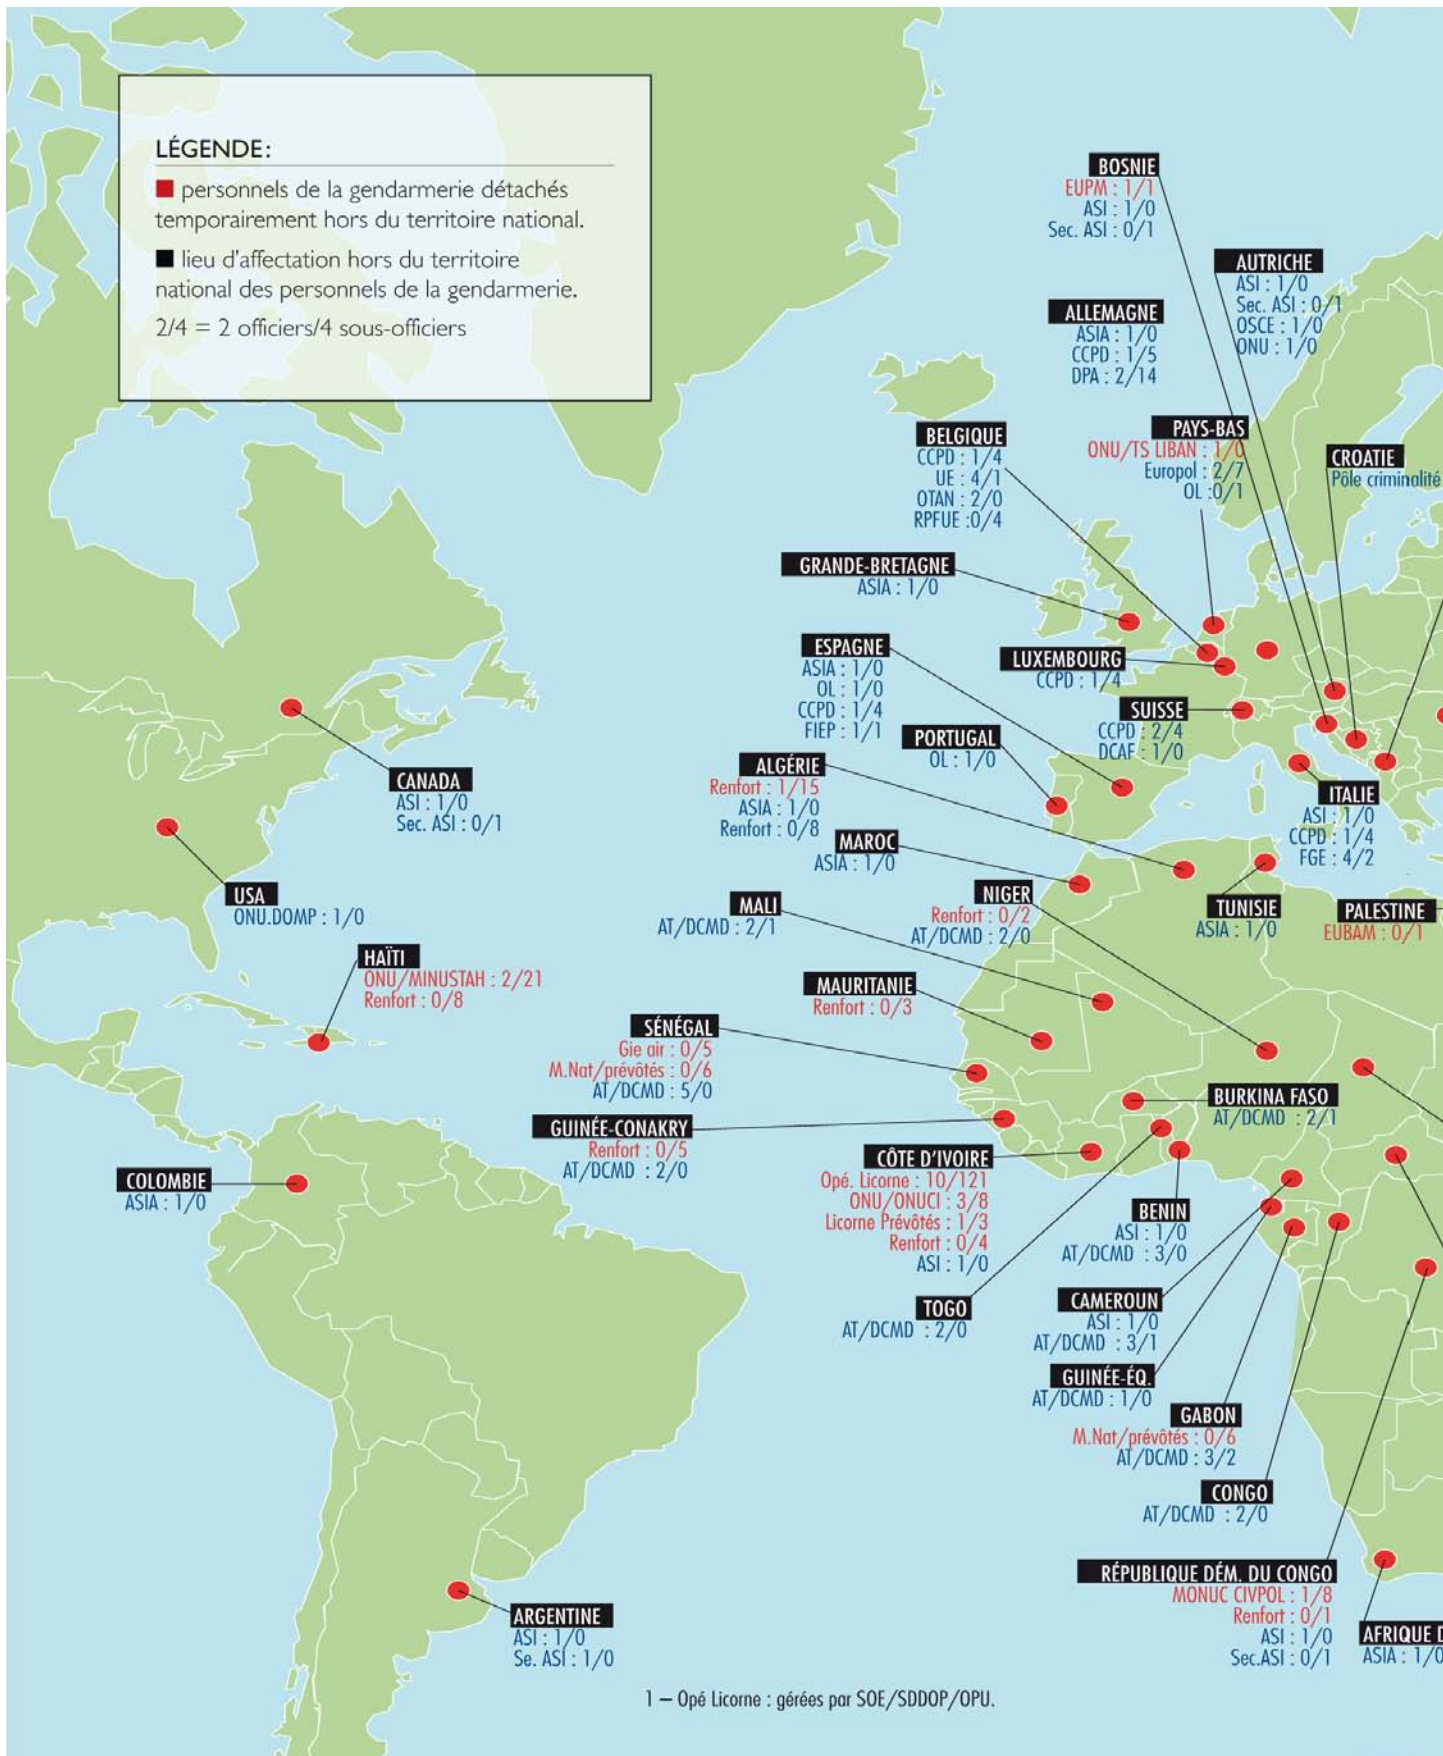 LÉGENDE:
personnels de la gendarmerie détachés
temporairement hors du territoire national.
lieu d'affectation hors du territoire
national des personnels de la gendarmerie.
2/4 = 2 officiers/4 sous-officiers
BOSNIE
EUPM : 1/1
ASI : 1/0
Sec. ASI : 0/1
AUTRICHE
ASI : 1/0
Sec. ASI : 0/1
OSCE : 1/0
ONU : 1/0
ALLEMAGNE
ASIA : 1/0
CCPD : 1/5
DPA : 2/14
BELGIQUE
CCPD : 1/4
UE : 4/1
OTAN : 2/0
RPFUE :0/4
PAYS-BAS
ONU/TS LIBAN : 1/0
Europol : 2/7
OL :0/1
CROATIE
Pôle criminalité
GRANDE-BRETAGNE
ASIA : 1/0
ESPAGNE
ASIA : 1/0
OL : 1/0
CCPD : 1/4
FIEP : 1/1
LUXEMBOURG
CCPD : 1/4
SUISSE
CCPD : 2/4
DCAF : 1/0
PORTUGAL
OL : 1/0
ALGÉRIE
Renfort : 1/15
ASIA : 1/0
Renfort : 0/8
ITALIE
ASI : 1/0
CCPD : 1/4
FGE : 4/2
CANADA
ASI : 1/0
Sec. ASI : 0/1
MAROC
ASIA : 1/0
USA
ONU.DOMP : 1/0
MALI
AT/DCMD : 2/1
NIGER
Renfort : 0/2
AT/DCMD : 2/0
TUNISIE
ASIA : 1/0
PALESTINE
EUBAM : 0/1
HAÏTI
ONU/MINUSTAH : 2/21
Renfort : 0/8
MAURITANIE
Renfort : 0/3
SÉNÉGAL
Gie air : 0/5
M.Nat/prévôtés : 0/6
AT/DCMD : 5/0
BURKINA FASO
AT/DCMD : 2/1
GUINÉE-CONAKRY
Renfort : 0/5
AT/DCMD : 2/0
CÔTE D'IVOIRE
Opé. Licorne : 10/121
ONU/ONUCI : 3/8
Licorne Prévôtés : 1/3
Renfort : 0/4
ASI : 1/0
COLOMBIE
ASIA : 1/0
BENIN
ASI : 1/0
AT/DCMD : 3/0
TOGO
AT/DCMD : 2/0
CAMEROUN
ASI : 1/0
AT/DCMD : 3/1
GUINÉE-ÉQ.
AT/DCMD : 1/0
GABON
M.Nat/prévôtés : 0/6
AT/DCMD : 3/2
CONGO
AT/DCMD : 2/0
RÉPUBLIQUE DÉM. DU CONGO
MONUC CIVPOL : 1/8
Renfort : 0/1
ASI : 1/0
Sec.ASI : 0/1
AFRIQUE D
ASIA : 1/0
ARGENTINE
ASI : 1/0
Se. ASI : 1/0
1 – Opé Licorne : gérées par SOE/SDDOP/OPU.